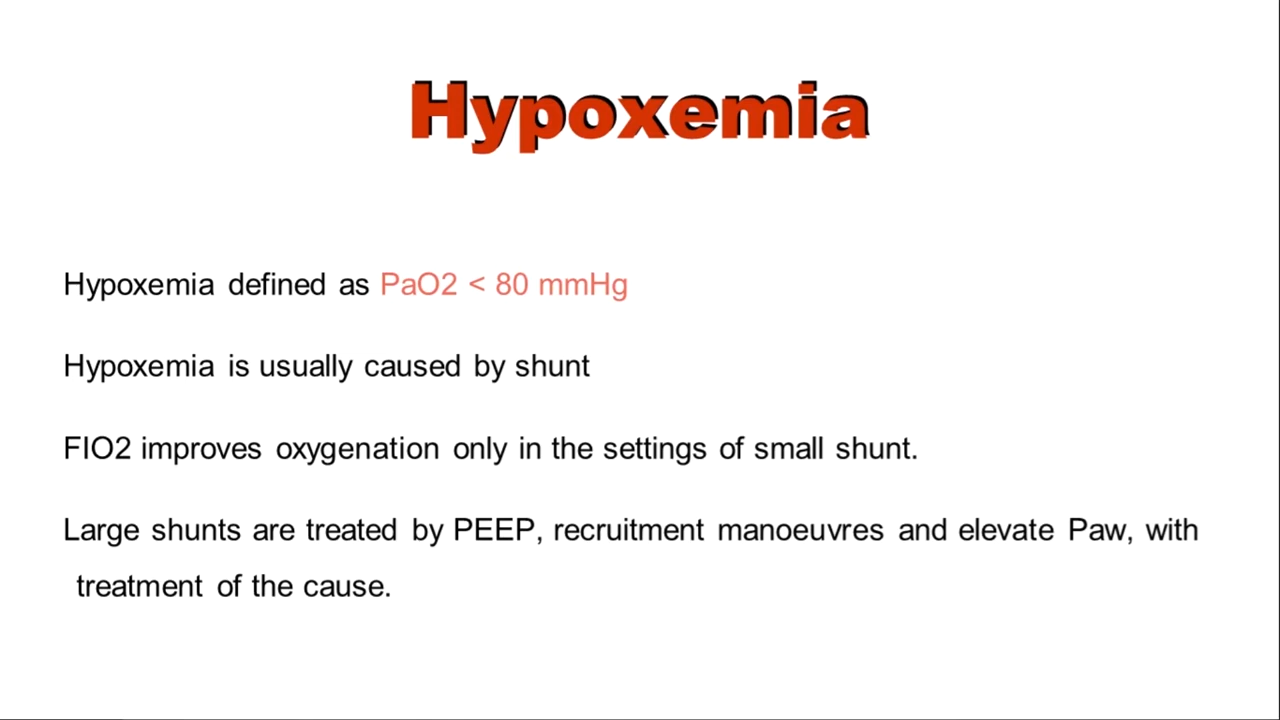 Hypoxemia
Hypoxemia defined as PaO2 < 80 mmHg
Hypoxemia is usually caused by shunt
FIO2 improves oxygenation only in the settings of small shunt.
Large shunts are treated by PEEP, recruitment manoeuvres and elevate Paw, with
treatment of the cause.